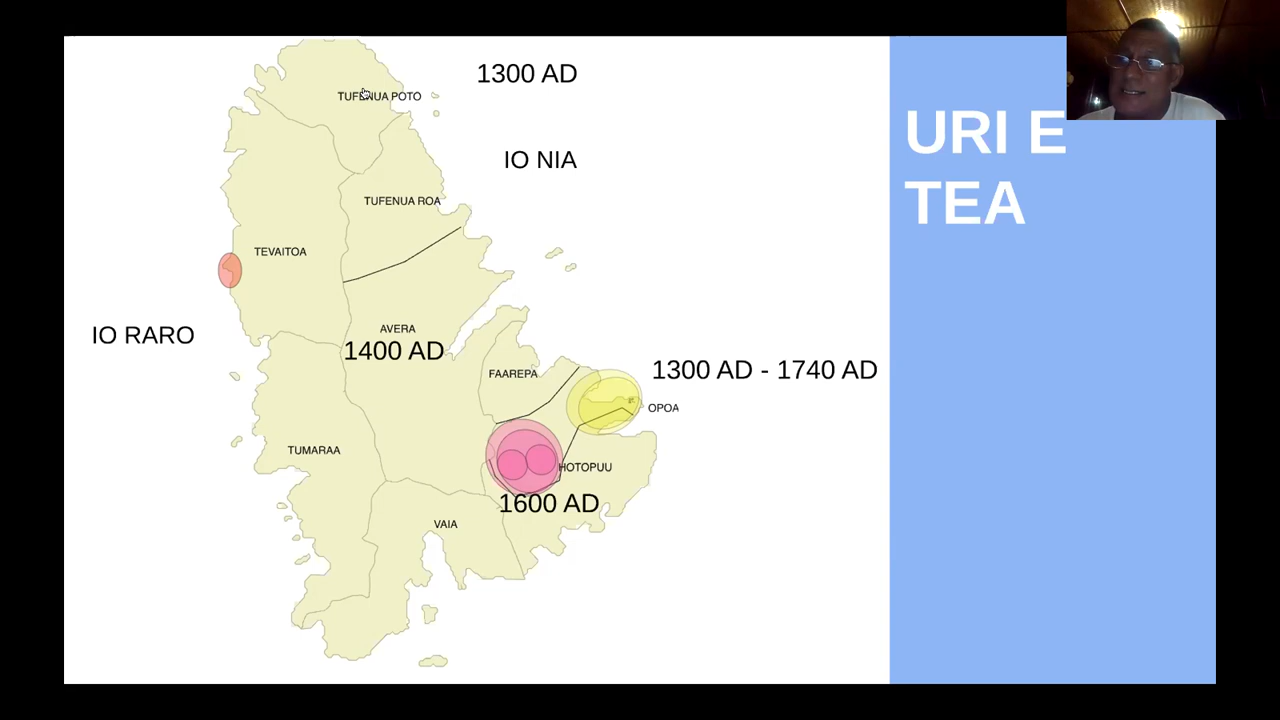 1300 AD
TUFENUA POTO
URI E
TEA
IO NIA
TUFENUA ROA
TEVAITOA
IO RARO
AVERA
1400 AD
FAAREPA
1300 AD - 1740 AD
OPOA
TUMARAA
HOTOPUU
1600 AD
VAIA